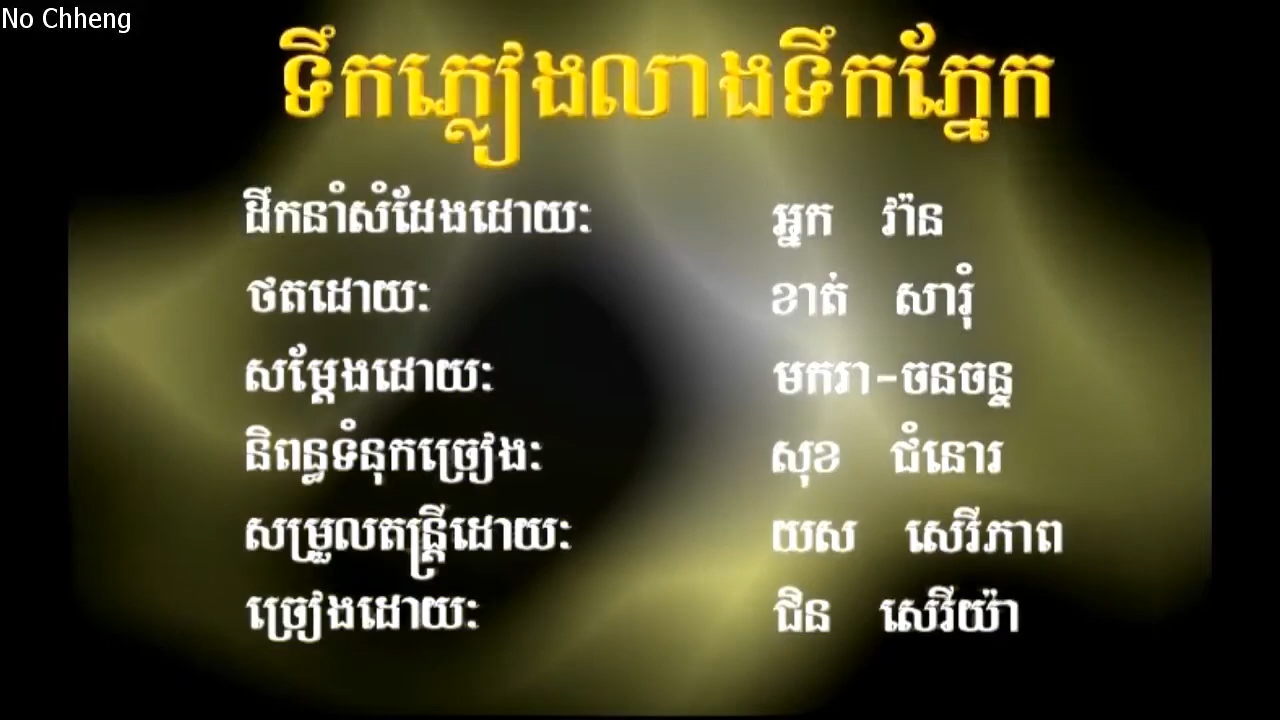 No Chheng
ទឹកភ្លៀងលាងទឹកភ្នែក
ដឹកនាំសំដែងដោយ: អ្នក វ៉ាន
ថតដោយ: ខាត់ សារុំ
សម្ដែងដោយ: មករា-ចនចន្ទ
និពន្ធទំនុកច្រៀង: សុខ ជំនោរ
សម្រួលតន្ត្រីដោយ: យស សេរីភាព
ច្រៀងដោយ: ជិន សេរីយ៉ា